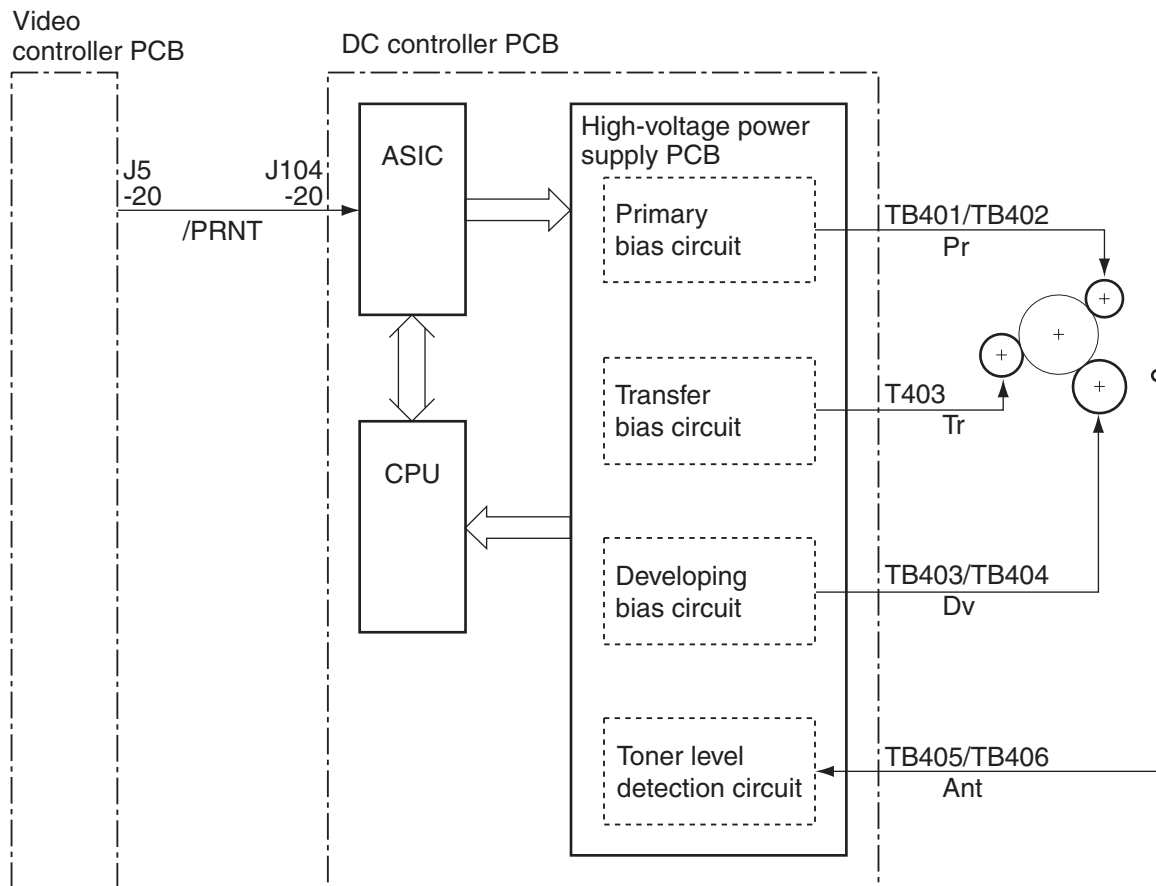 Video
controller PCB
DC controller PCB
J5
-20
J104
-20
/PRNT
ASIC
CPU
High-voltage power
supply PCB
Primary
bias circuit
TB401/TB402
Pr
Transfer
bias circuit
T403
Tr
Developing
bias circuit
TB403/TB404
Dv
Toner level
detection circuit
TB405/TB406
Ant